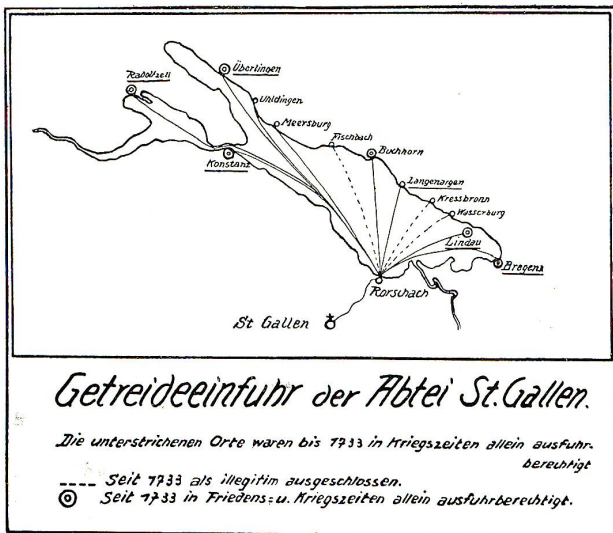 Überlingen
Radolfzell
Uhldingen
Meersburg
Fischbach
Buchhorn
Konstanz
Langenargen
Kressbronn
Wasserburg
Lindau
Bregenz
Rorschach
St Gallen
Getreideeinfuhr der Abtei St. Gallen.
Die unterstrichenen Orte waren bis 1733 in Kriegszeiten allein ausfuhr-
berechtigt
---- Seit 1733 als illegitim ausgeschlossen.
Seit 1733 in Friedens= u. Kriegszeiten allein ausfuhrberechtigt.